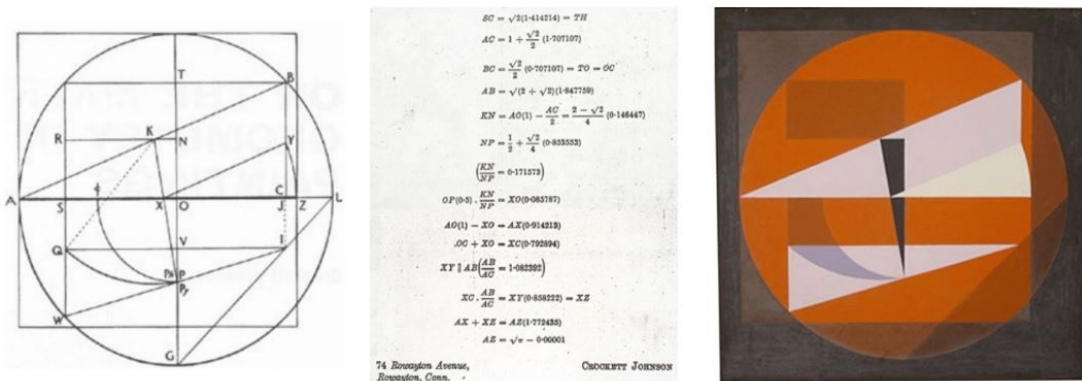 T
B
K
R
N
Y
φ
A
S
X
O
C
J
Z
L
Q
V
I
P
W
G
SC = √2(1·414214) = TH
AC = 1 + √2/2 (1·707107)
BC = √2/2 (0·707107) = TO = OC
AB = √(2 + √2)(1·847759)
KN = AO(1) − AC/2 = 2 − √2/4 (0·146447)
NP = 1/2 + √2/4 (0·853553)
(KN/NP = 0·171573)
OP(0·5) . KN/NP = XO(0·085787)
AO(1) − XO = AX(0·914213)
.OC + XO = XC(0·792894)
XY ∥ AB(AB/AC = 1·082392)
XC . AB/AC = XY(0·858222) = XZ
AX + XZ = AZ(1·772435)
AZ = √π − 0·00001
74 Rowayton Avenue,
Rowayton, Conn.
CROCKETT JOHNSON